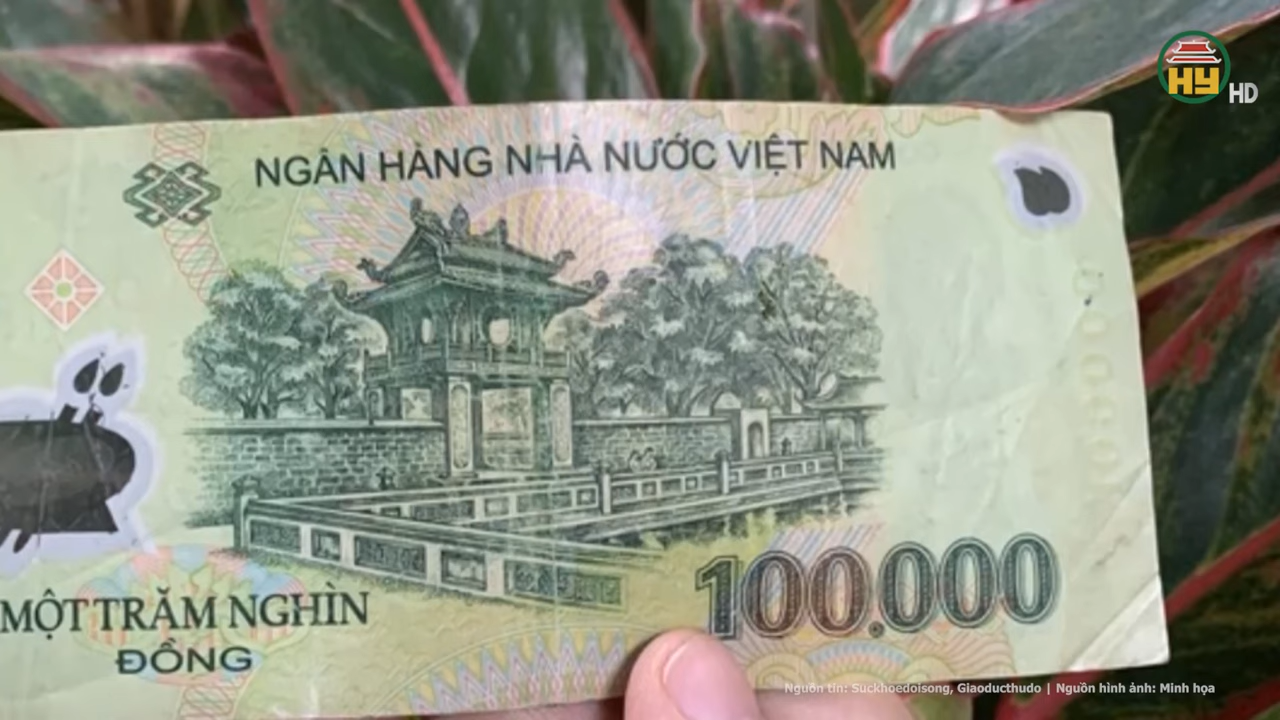 HY HD
NGÂN HÀNG NHÀ NƯỚC VIỆT NAM
100.000
MỘT TRĂM NGHÌN
ĐỒNG
Nguồn tin: Suckhoedoisong, Giaoducthudo | Nguồn hình ảnh: Minh họa